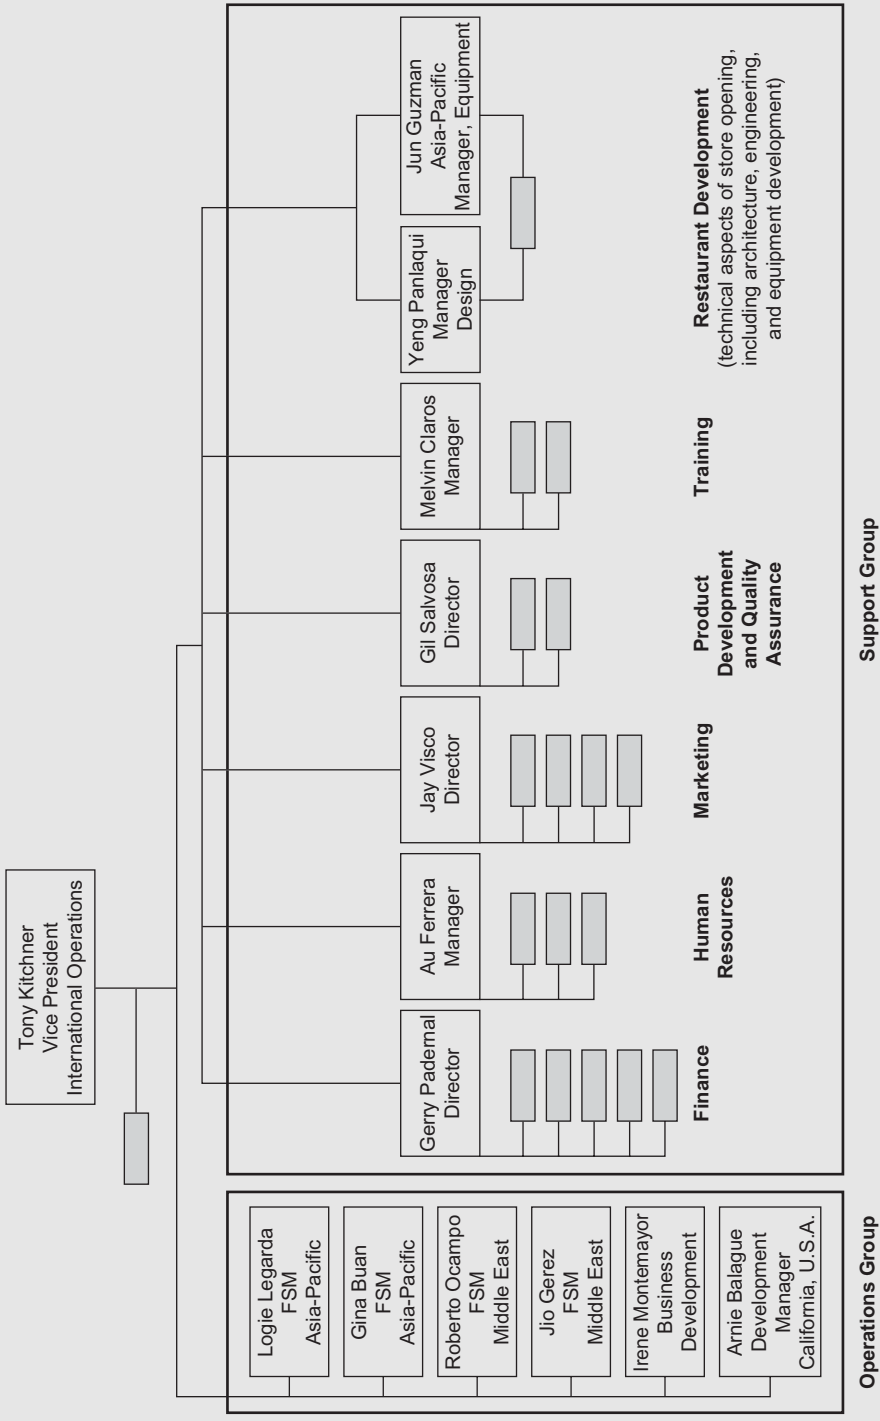 Tony Kitchner
Vice President
International Operations
Logie Legarda
FSM
Asia-Pacific
Gina Buan
FSM
Asia-Pacific
Roberto Ocampo
FSM
Middle East
Jio Gerez
FSM
Middle East
Irene Montemayor
Business
Development
Arnie Balague
Development
Manager
California, U.S.A.
Operations Group
Gerry Padernal
Director
Finance
Au Ferrera
Manager
Human
Resources
Jay Visco
Director
Marketing
Gil Salvosa
Director
Product
Development
and Quality
Assurance
Melvin Claros
Manager
Training
Yeng Panlaqui
Manager
Design
Jun Guzman
Asia-Pacific
Manager, Equipment
Restaurant Development
(technical aspects of store opening,
including architecture, engineering,
and equipment development)
Support Group